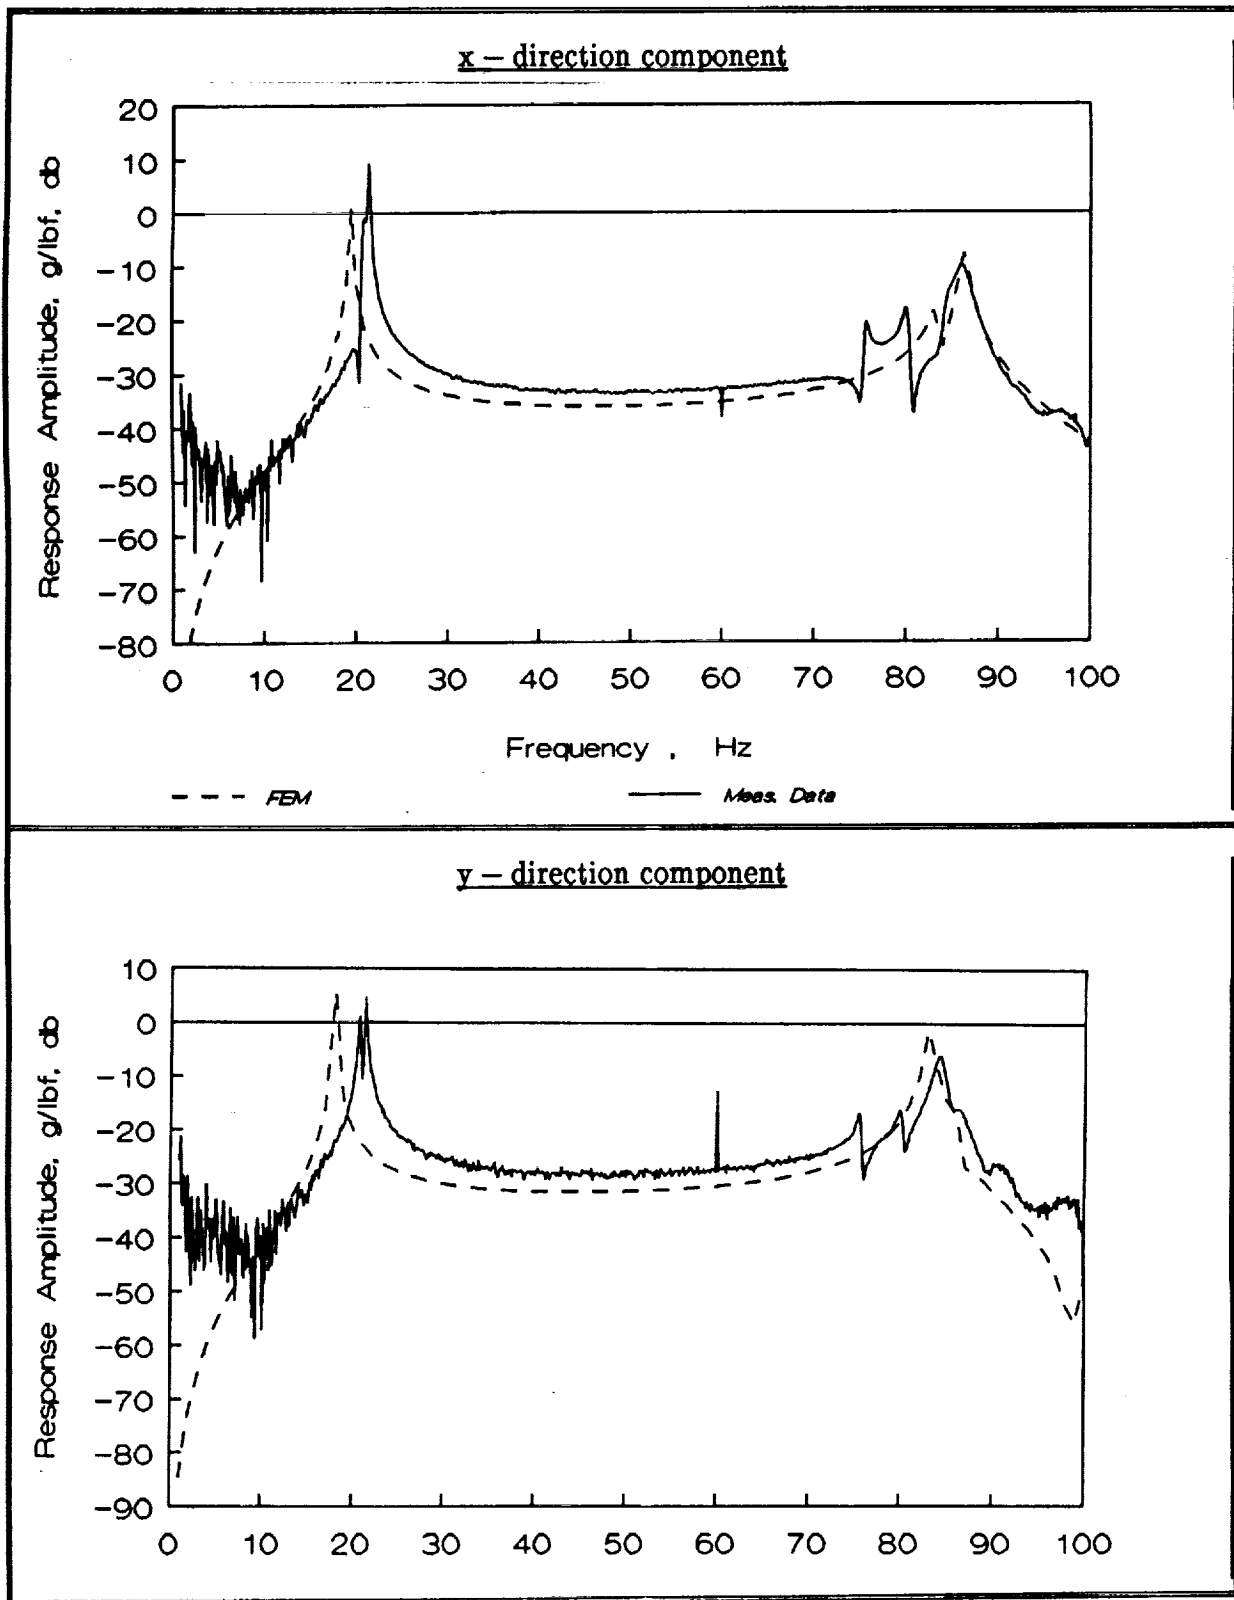 x – direction component
20
10
0
-10
-20
-30
-40
-50
-60
-70
-80
Response Amplitude, g/lbf, db
0 10 20 30 40 50 60 70 80 90 100
Frequency , Hz
FEM Meas. Data
y – direction component
10
0
-10
-20
-30
-40
-50
-60
-70
-80
-90
Response Amplitude, g/lbf, db
0 10 20 30 40 50 60 70 80 90 100